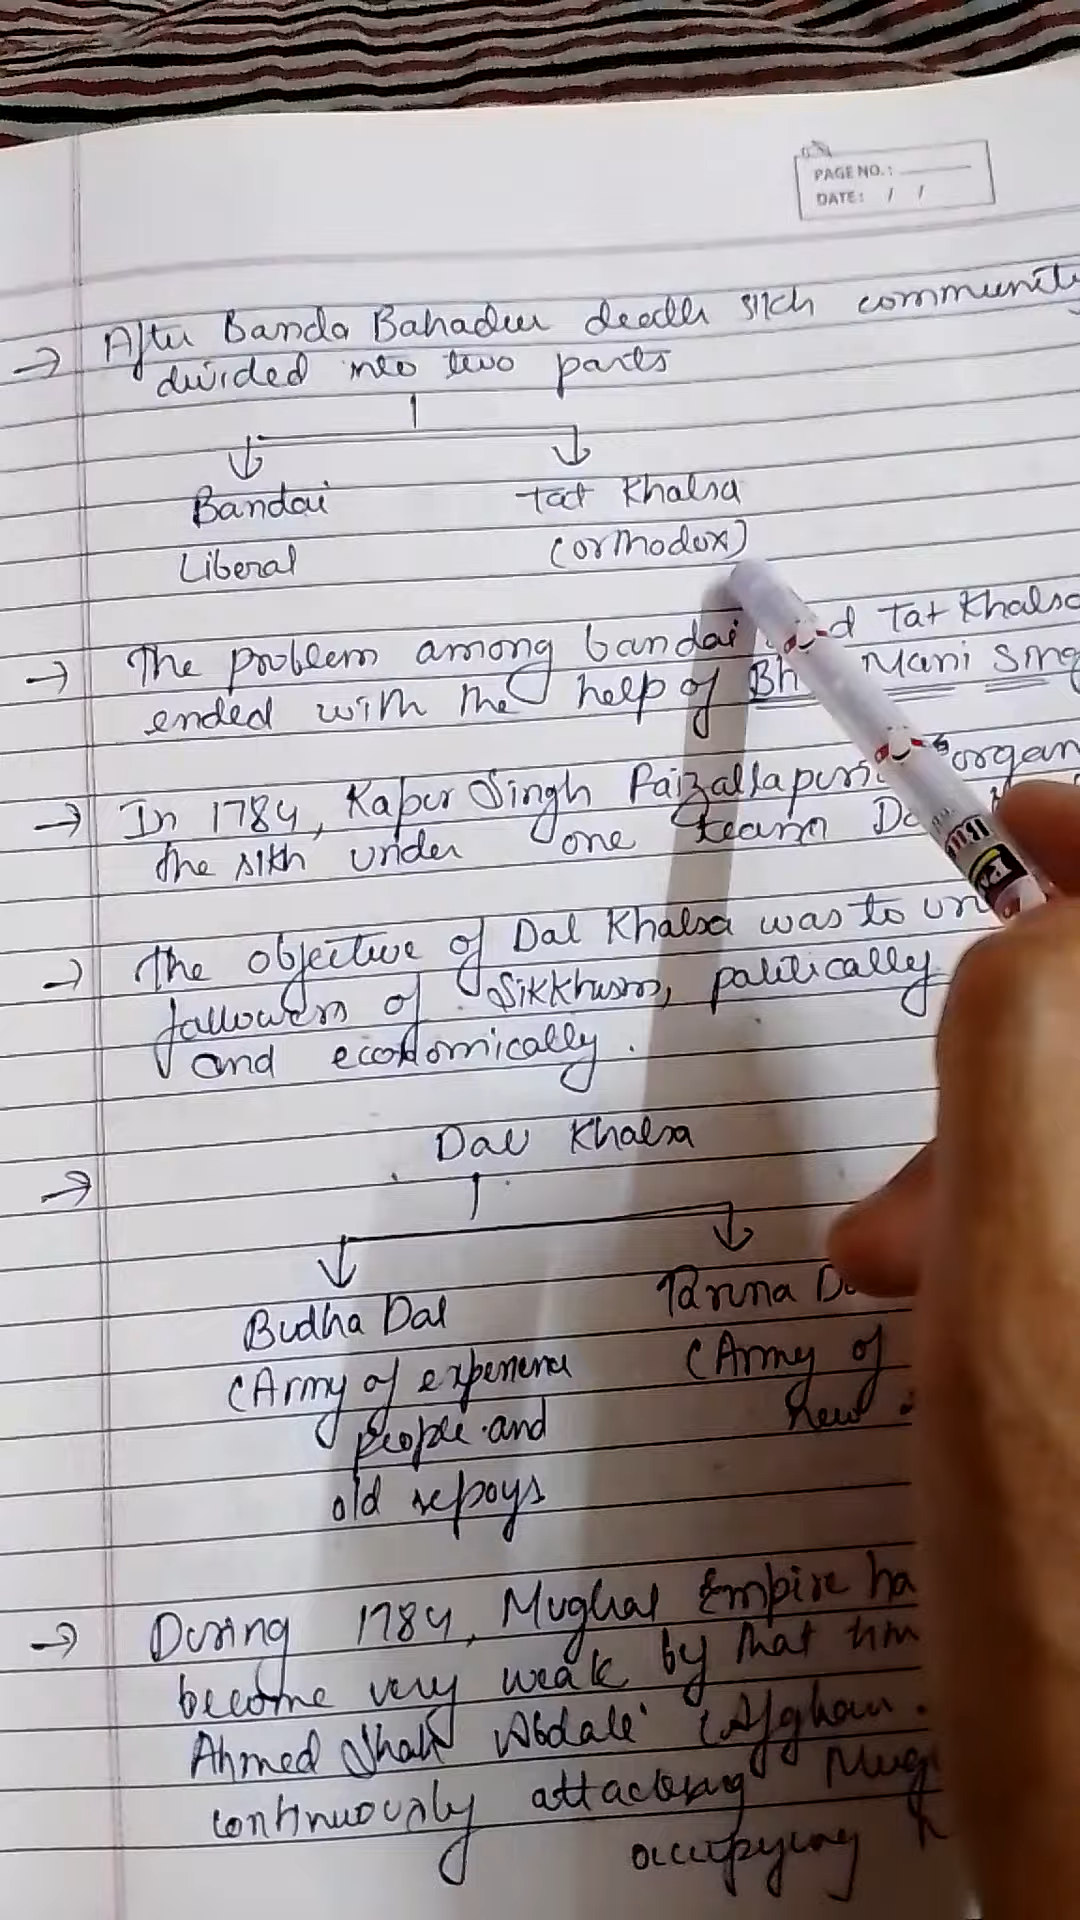 PAGE NO.:
DATE: / /
After Banda Bahadur death sikh community
divided into two parts
Bandai Tat Khalsa
Liberal (orthodox)
The problem among bandai Tat Khalsa
ended with the help of Mani
In 1784, Kapur Singh Faizallapuria organ
the sikh under one team
The objective of Dal Khalsa was to
followers of Sikkhism, politically
and economically.
Dal Khalsa
Budha Dal Taruna
(Army of experience (Army of
people and new
old sepoys
During 1784, Mughal Empire ha
become very weak by that tim
Ahmed Shah Abdali (Afghan
continuously attacking Mug
occupying